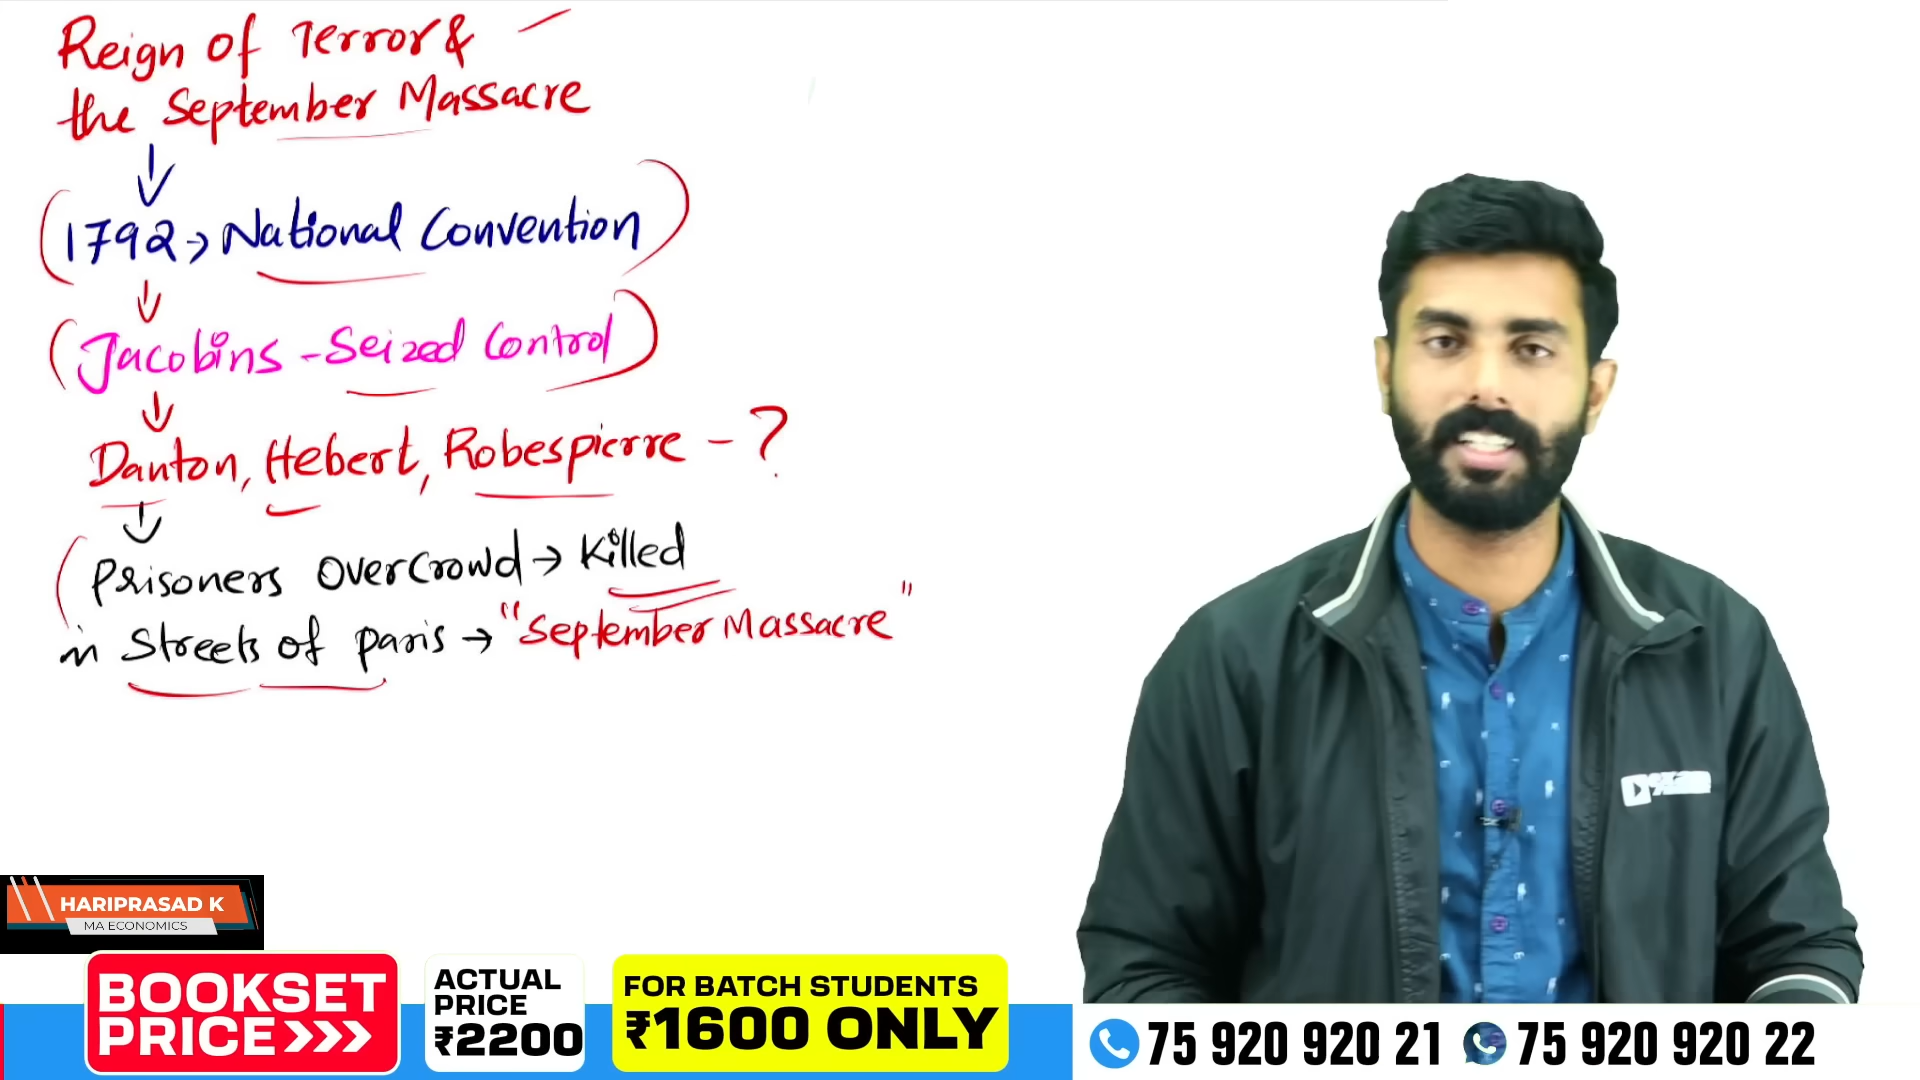 Reign of Terror &
the September Massacre
1792 → National Convention
Jacobins - Seized Control
Danton, Hebert, Robespierre - ?
Prisoners Overcrowd → Killed
in Streets of paris → "September Massacre"
HARIPRASAD K
MA ECONOMICS
BOOKSET
PRICE >>>
ACTUAL
PRICE
₹2200
FOR BATCH STUDENTS
₹1600 ONLY
75 920 920 21
75 920 920 22